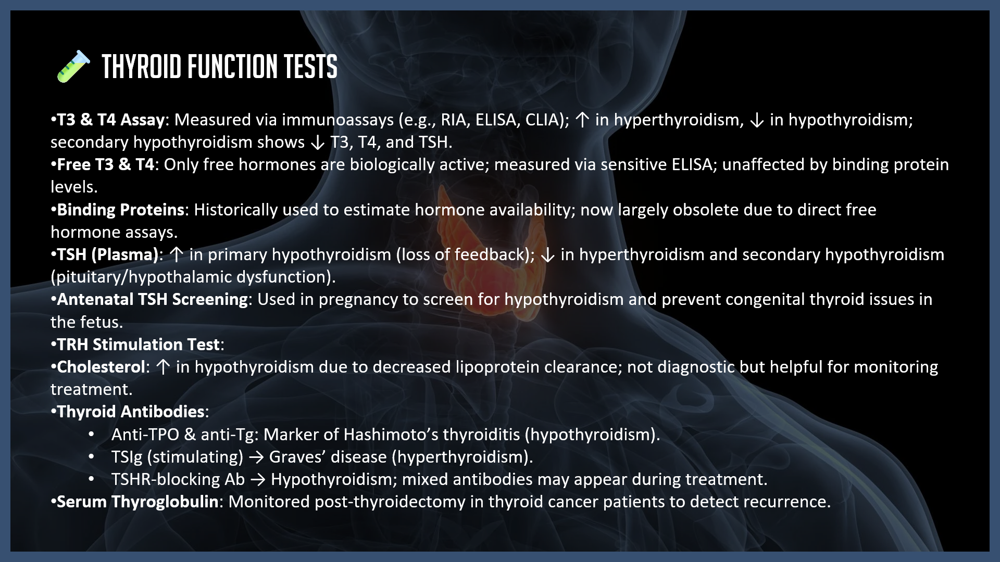 THYROID FUNCTION TESTS
•T3 & T4 Assay: Measured via immunoassays (e.g., RIA, ELISA, CLIA); ↑ in hyperthyroidism, ↓ in hypothyroidism;
secondary hypothyroidism shows ↓ T3, T4, and TSH.
•Free T3 & T4: Only free hormones are biologically active; measured via sensitive ELISA; unaffected by binding protein
levels.
•Binding Proteins: Historically used to estimate hormone availability; now largely obsolete due to direct free
hormone assays.
•TSH (Plasma): ↑ in primary hypothyroidism (loss of feedback); ↓ in hyperthyroidism and secondary hypothyroidism
(pituitary/hypothalamic dysfunction).
•Antenatal TSH Screening: Used in pregnancy to screen for hypothyroidism and prevent congenital thyroid issues in
the fetus.
•TRH Stimulation Test:
•Cholesterol: ↑ in hypothyroidism due to decreased lipoprotein clearance; not diagnostic but helpful for monitoring
treatment.
•Thyroid Antibodies:
• Anti-TPO & anti-Tg: Marker of Hashimoto’s thyroiditis (hypothyroidism).
• TSIg (stimulating) → Graves’ disease (hyperthyroidism).
• TSHR-blocking Ab → Hypothyroidism; mixed antibodies may appear during treatment.
•Serum Thyroglobulin: Monitored post-thyroidectomy in thyroid cancer patients to detect recurrence.